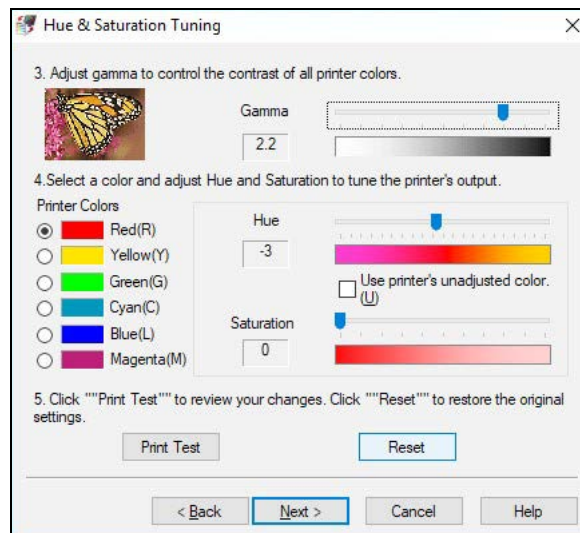 Hue & Saturation Tuning
3. Adjust gamma to control the contrast of all printer colors.
Gamma
2.2
4.Select a color and adjust Hue and Saturation to tune the printer's output.
Printer Colors
Red(R)
Yellow(Y)
Green(G)
Cyan(C)
Blue(L)
Magenta(M)
Hue
-3
Use printer's unadjusted color.
(U)
Saturation
0
5. Click ""Print Test"" to review your changes. Click ""Reset"" to restore the original
settings.
Print Test
Reset
< Back
Next >
Cancel
Help